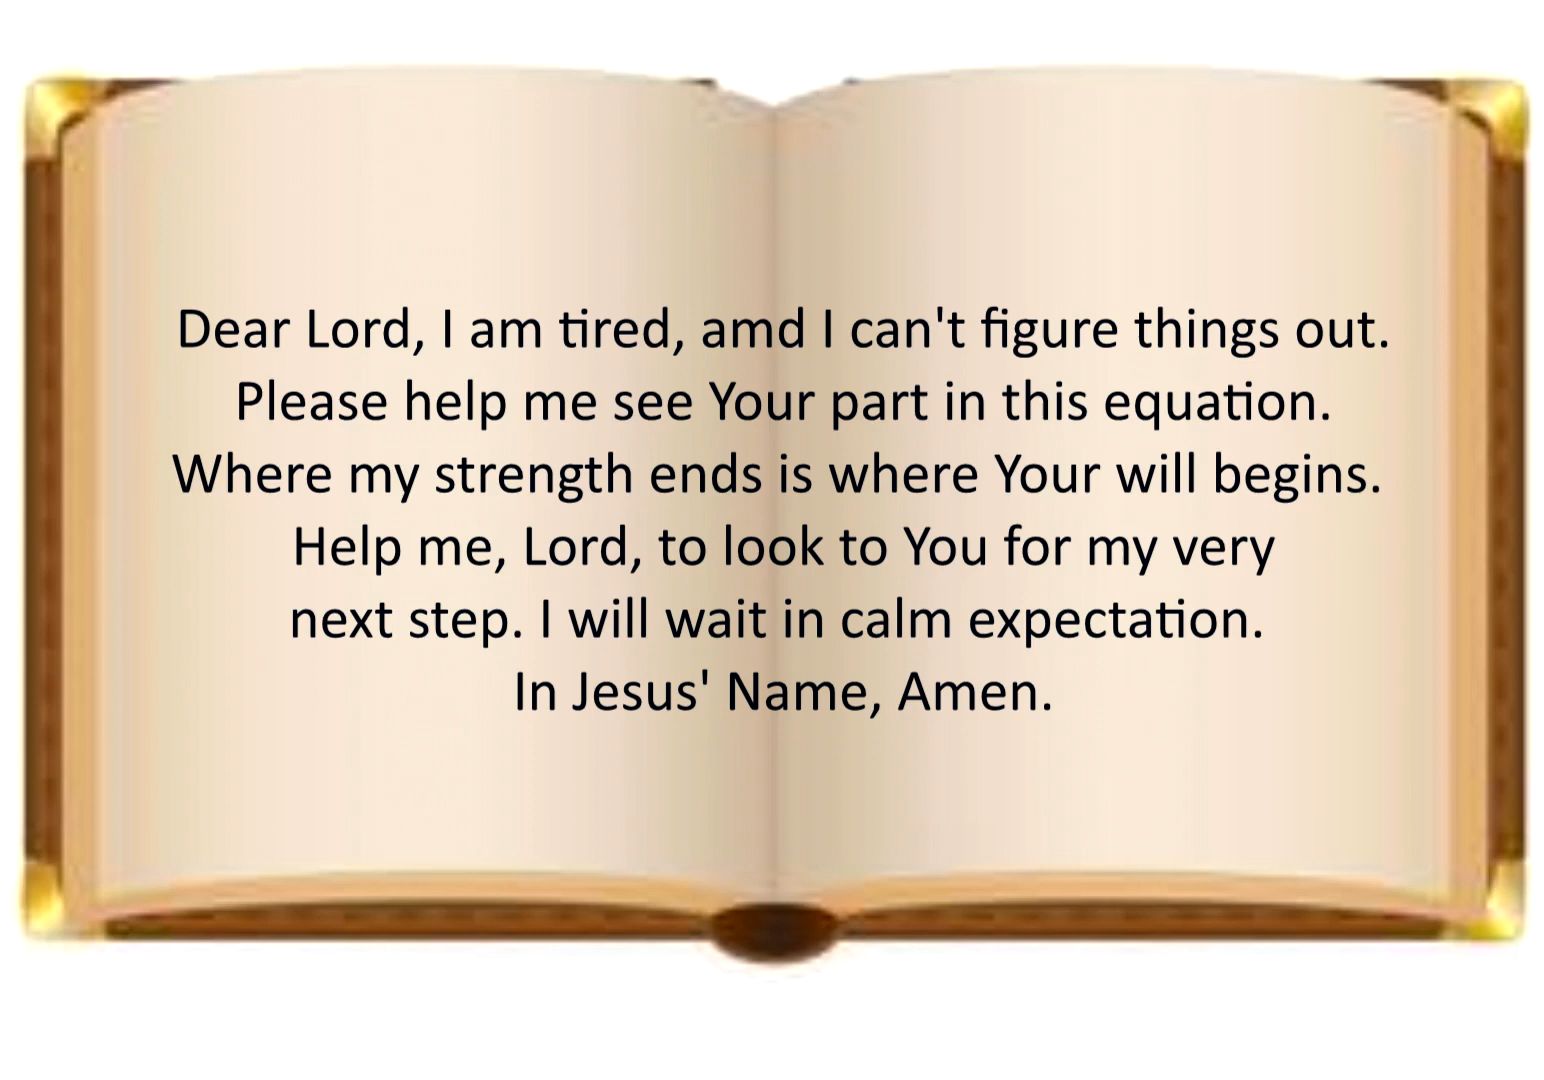 Dear Lord, I am tired, amd I can't figure things out.
Please help me see Your part in this equation.
Where my strength ends is where Your will begins.
Help me, Lord, to look to You for my very
next step. I will wait in calm expectation.
In Jesus' Name, Amen.